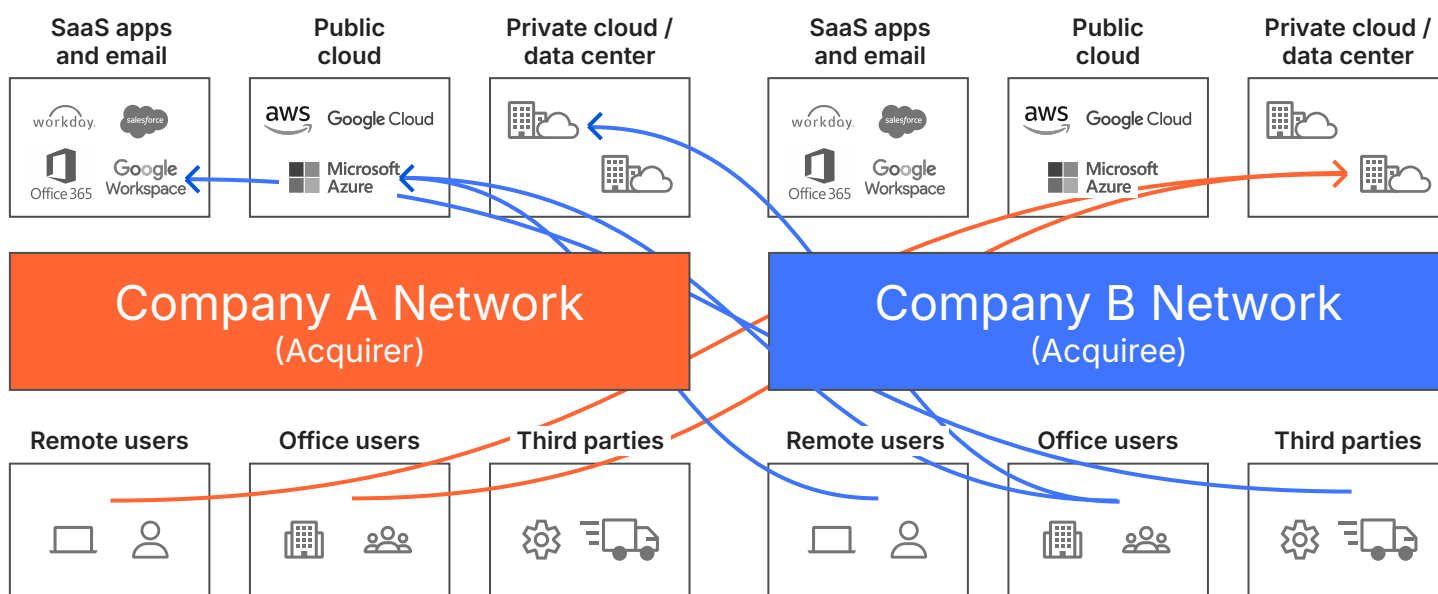 SaaS apps
and email
Public
cloud
Private cloud /
data center
SaaS apps
and email
Public
cloud
Private cloud /
data center
workday.
salesforce
Office 365
Google
Workspace
aws
Google Cloud
Microsoft
Azure
workday.
salesforce
Office 365
Google
Workspace
aws
Google Cloud
Microsoft
Azure
Company A Network
(Acquirer)
Company B Network
(Acquiree)
Remote users
Office users
Third parties
Remote users
Office users
Third parties